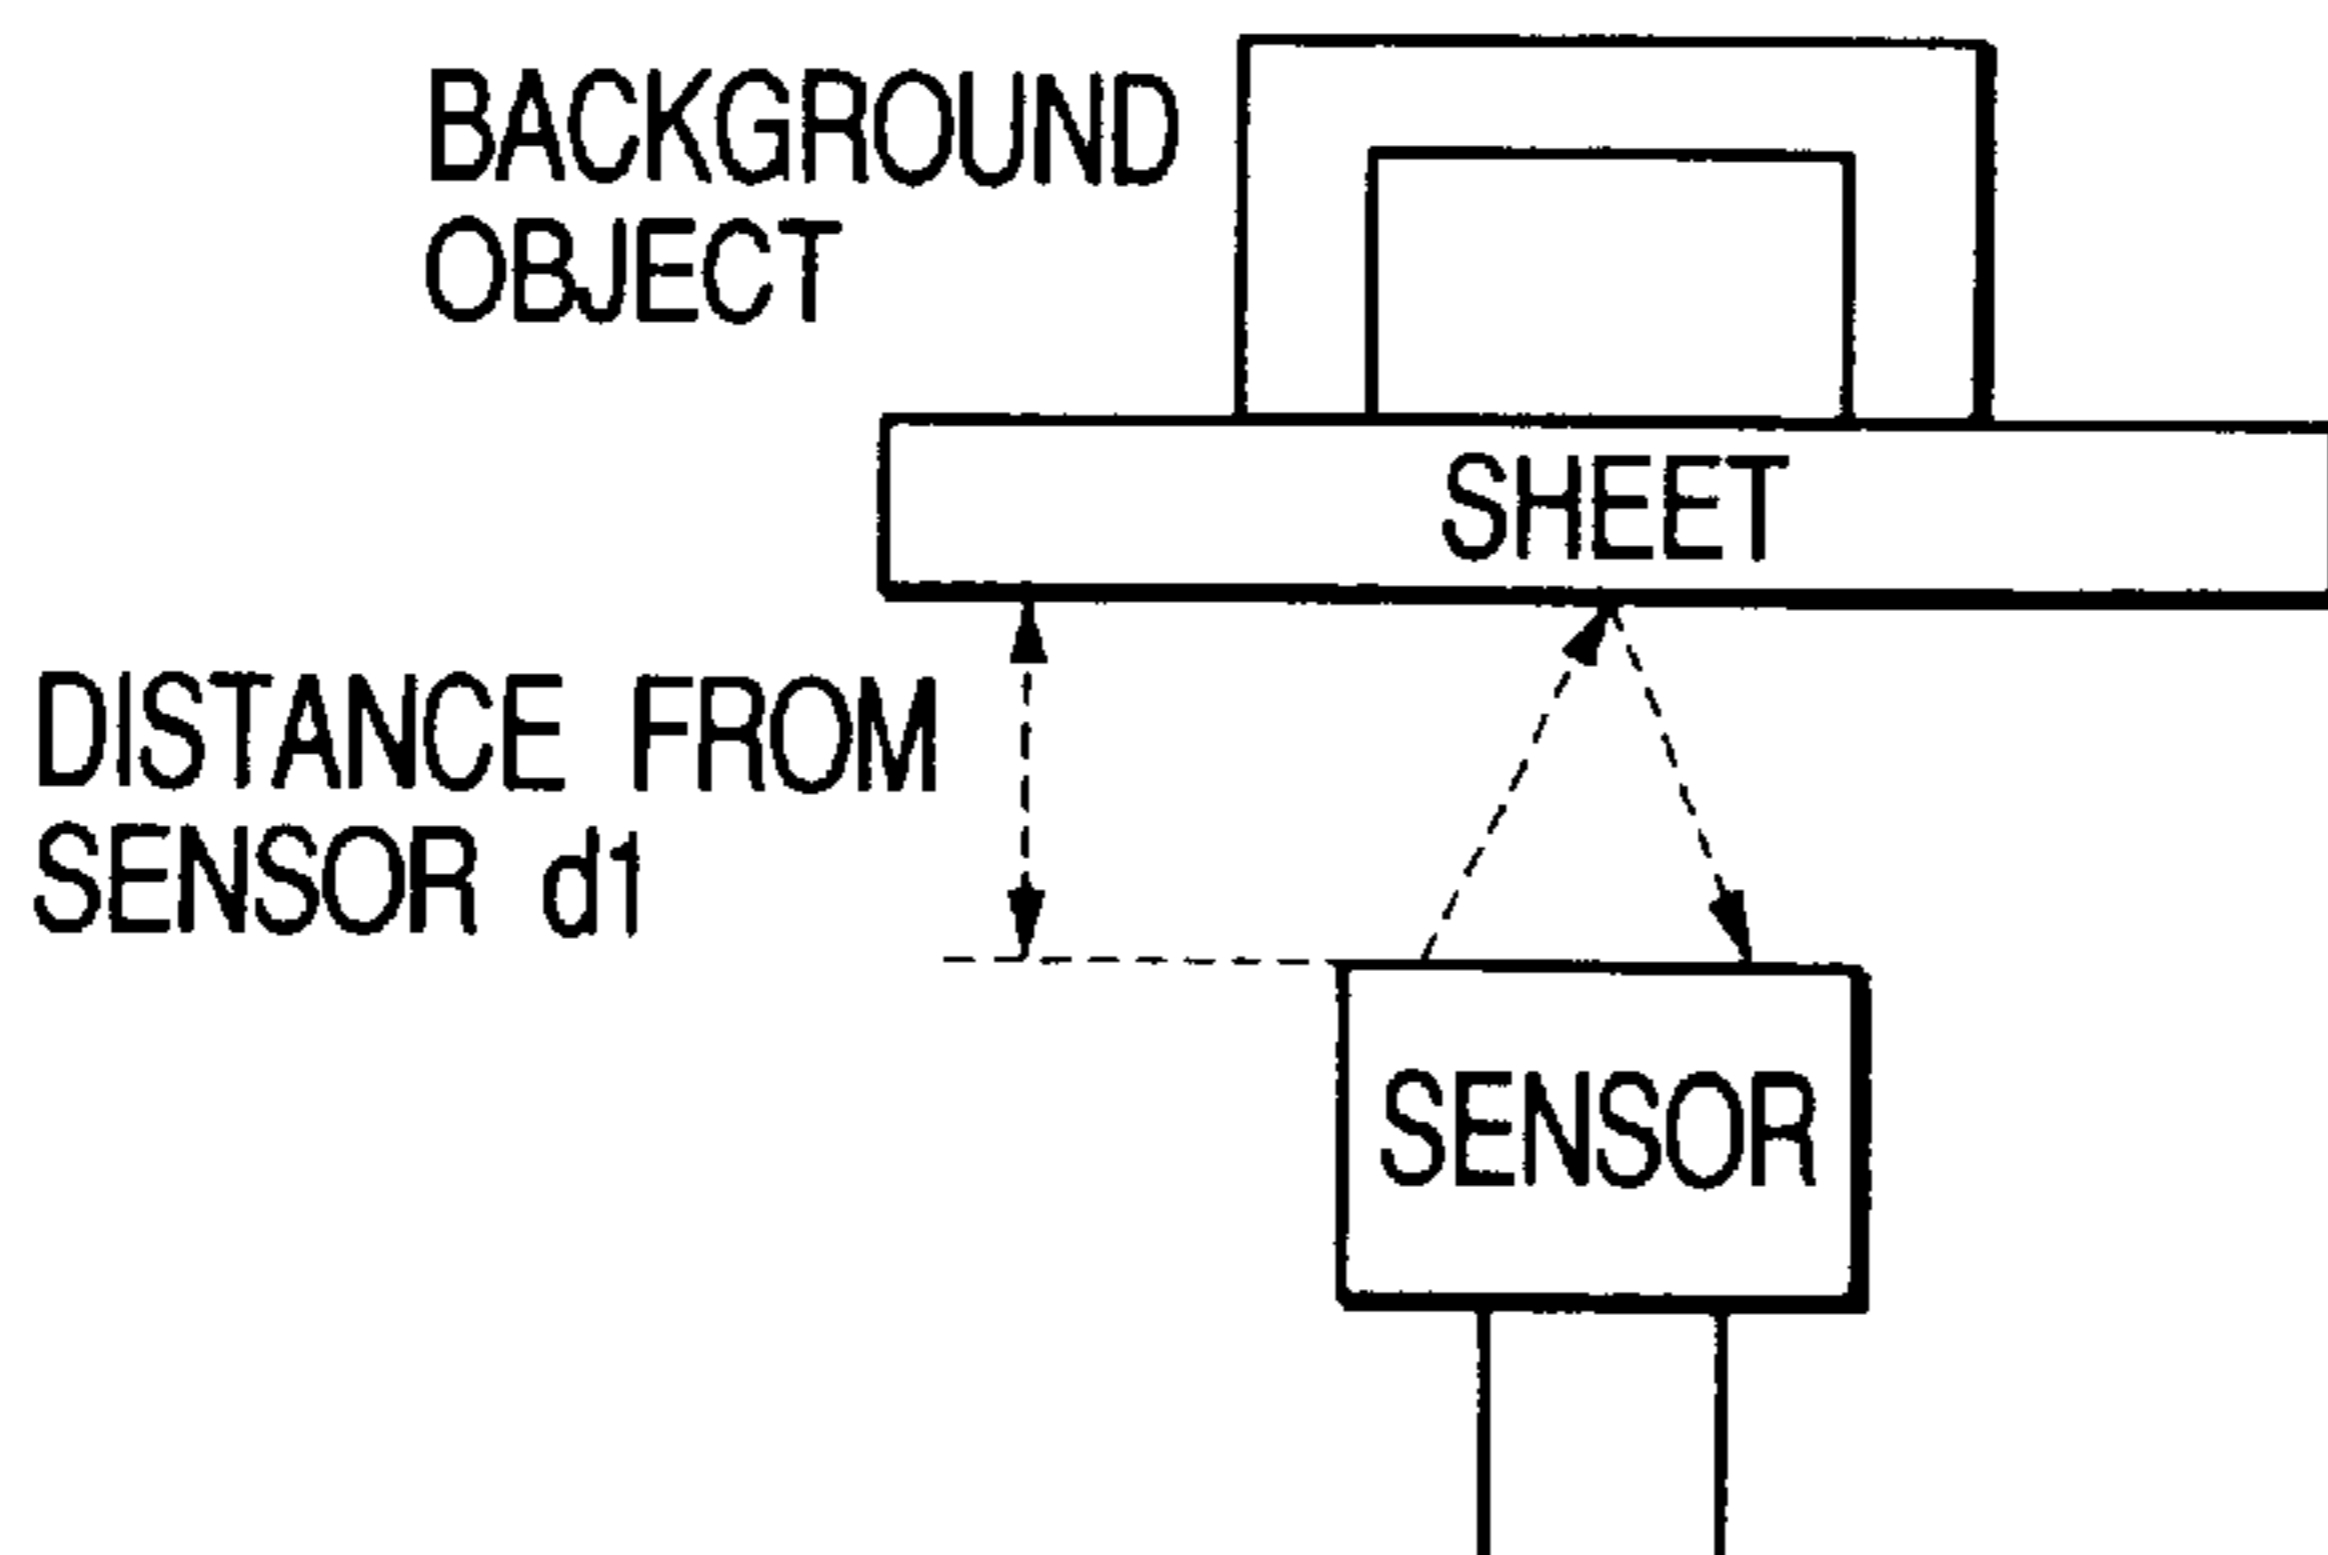 BACKGROUND
OBJECT
SHEET
DISTANCE FROM
SENSOR d1
SENSOR